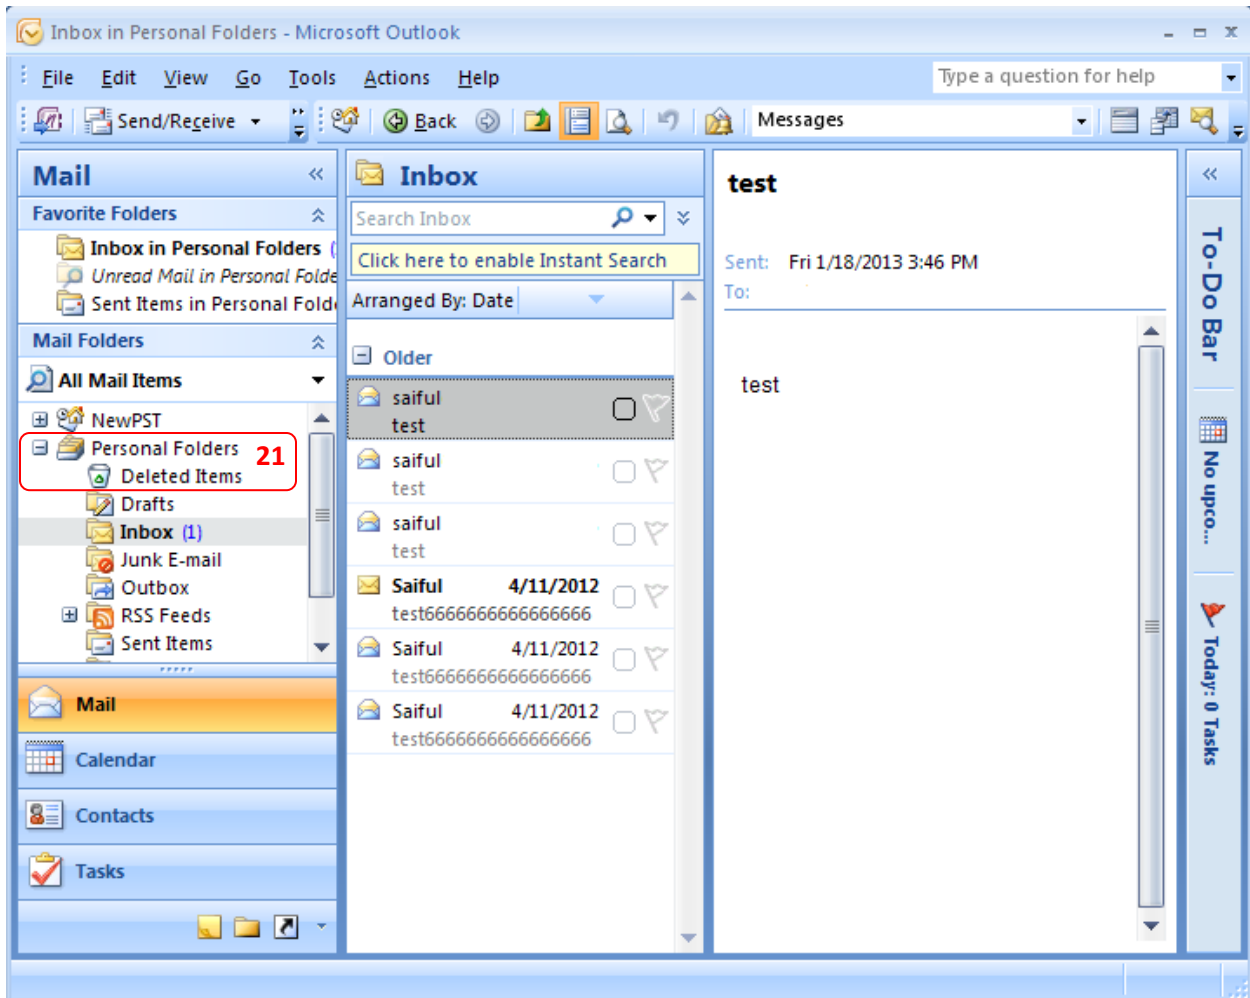 Inbox in Personal Folders - Microsoft Outlook
File Edit View Go Tools Actions Help
Type a question for help
Send/Receive Back Messages
Mail
Favorite Folders
Inbox in Personal Folders (
Unread Mail in Personal Folde
Sent Items in Personal Folde
Mail Folders
All Mail Items
NewPST
Personal Folders
21
Deleted Items
Drafts
Inbox (1)
Junk E-mail
Outbox
RSS Feeds
Sent Items
Mail
Calendar
Contacts
Tasks
Inbox
Search Inbox
Click here to enable Instant Search
Arranged By: Date
Older
saiful
test
saiful
test
saiful
test
Saiful 4/11/2012
test6666666666666666
Saiful 4/11/2012
test6666666666666666
Saiful 4/11/2012
test6666666666666666
test
Sent: Fri 1/18/2013 3:46 PM
To:
test
To-Do Bar
No upco...
Today: 0 Tasks